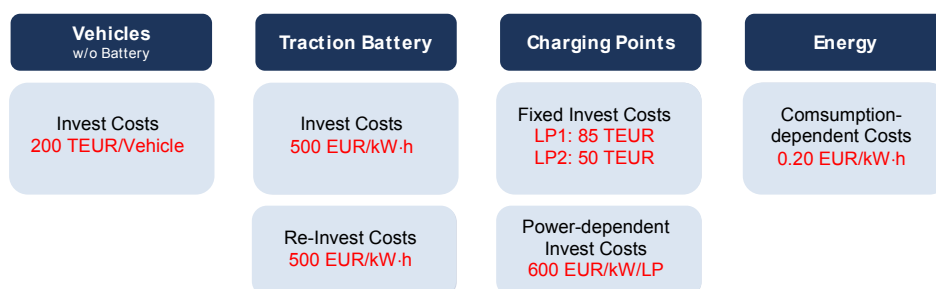 Vehicles
w/o Battery
Invest Costs
200 TEUR/Vehicle
Traction Battery
Invest Costs
500 EUR/kW·h
Re-Invest Costs
500 EUR/kW·h
Charging Points
Fixed Invest Costs
LP1: 85 TEUR
LP2: 50 TEUR
Power-dependent
Invest Costs
600 EUR/kW/LP
Energy
Comsumption-
dependent Costs
0.20 EUR/kW·h